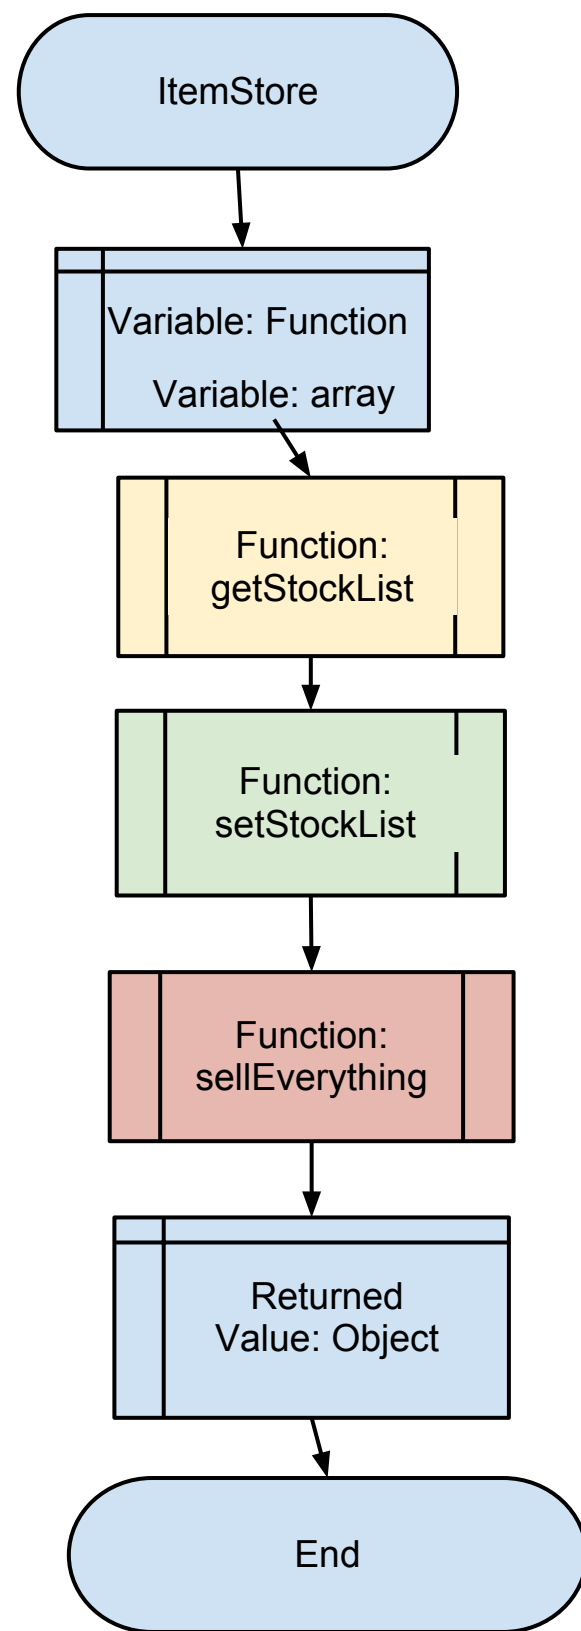 ItemStore
Variable: Function
Variable: array
Function:
getStockList
Function:
setStockList
Function:
sellEverything
Returned
Value: Object
End